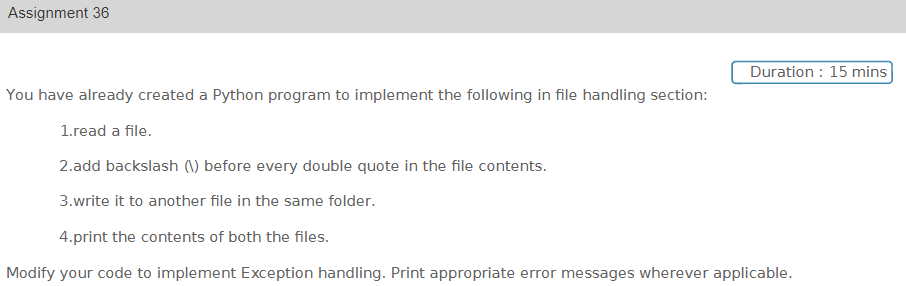 Assignment 36
Duration : 15 mins
You have already created a Python program to implement the following in file handling section:
1.read a file.
2.add backslash (\) before every double quote in the file contents.
3.write it to another file in the same folder.
4.print the contents of both the files.
Modify your code to implement Exception handling. Print appropriate error messages wherever applicable.